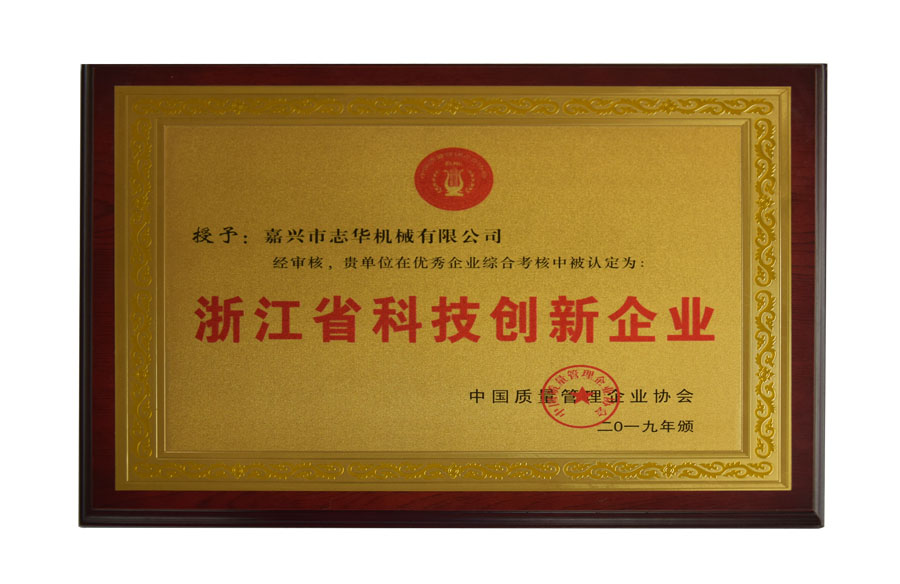 授予：嘉兴市志华机械有限公司
经审核，贵单位在优秀企业综合考核中被认定为：
浙江省科技创新企业
中国质量管理企业协会
二0一九年颁